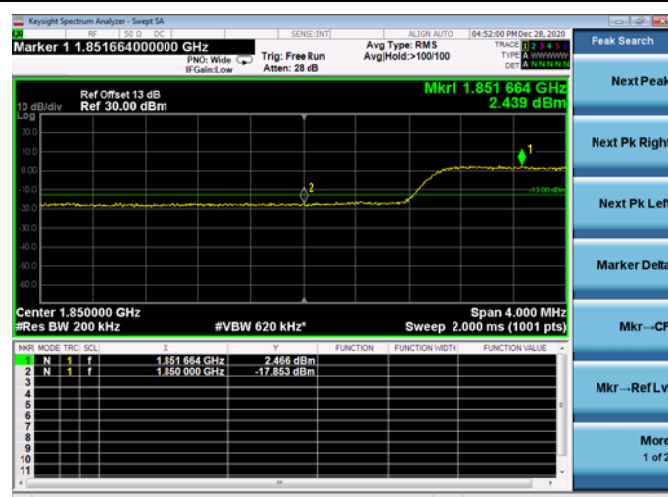 Keysight Spectrum Analyzer - Swept SA
RF 50 Ω DC SENSE:INT ALIGN AUTO 04:52:00 PM Dec 28, 2020
Marker 1 1.851664000000 GHz
PNO: Wide
IFGain:Low
Trig: Free Run
Atten: 28 dB
Avg Type: RMS
Avg|Hold:>100/100
TRACE 1 2 3 4 5 6
TYPE A WWWWW
DET A N N N N N
Peak Search
Ref Offset 13 dB
10 dB/div Ref 30.00 dBm
Log
Mkr1 1.851 664 GHz
2.439 dBm
20.0
10.0
0.00
-10.0
-20.0
-30.0
-40.0
-50.0
-60.0
1
2
-13.00 dBm
Center 1.850000 GHz Span 4.000 MHz
#Res BW 200 kHz #VBW 620 kHz* Sweep 2.000 ms (1001 pts)
MKR MODE TRC SCL X Y FUNCTION FUNCTION WIDTH FUNCTION VALUE
1 N 1 f 1.851 664 GHz 2.466 dBm
2 N 1 f 1.850 000 GHz -17.853 dBm
3
4
5
6
7
8
9
10
11
Next Peak
Next Pk Right
Next Pk Left
Marker Delta
Mkr→CF
Mkr→Ref Lvl
More
1 of 2